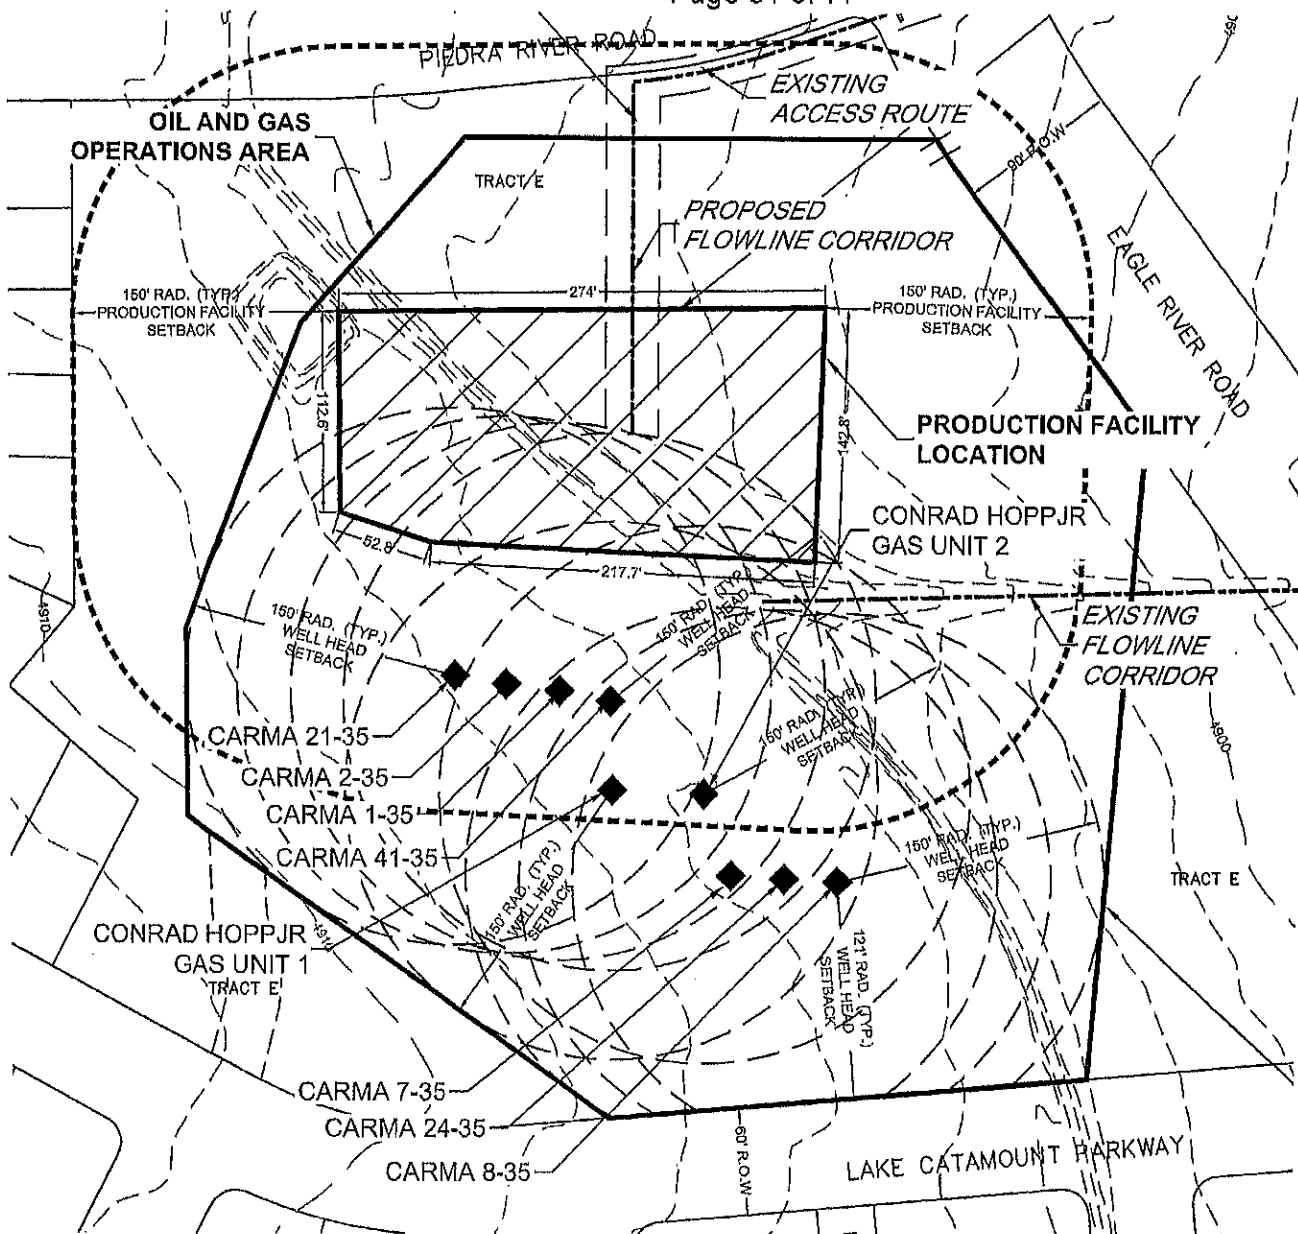 PIEDRA RIVER ROAD
EXISTING
ACCESS ROUTE
OIL AND GAS
OPERATIONS AREA
TRACT E
90' R.O.W
PROPOSED
FLOWLINE CORRIDOR
EAGLE RIVER ROAD
150' RAD. (TYP.)
PRODUCTION FACILITY
SETBACK
274'
150' RAD. (TYP.)
PRODUCTION FACILITY
SETBACK
112.6'
142.8'
PRODUCTION FACILITY
LOCATION
CONRAD HOPPJR
GAS UNIT 2
52.8'
217.7'
4910
150' RAD. (TYP.)
WELL HEAD
SETBACK
150' RAD. (TYP.)
WELL HEAD
SETBACK
EXISTING
FLOWLINE
CORRIDOR
150' RAD. (TYP.)
WELL HEAD
SETBACK
4900
CARMA 21-35
CARMA 2-35
CARMA 1-35
CARMA 41-35
150' RAD. (TYP.)
WELL HEAD
SETBACK
150' RAD. (TYP.)
WELL HEAD
SETBACK
TRACT E
CONRAD HOPPJR
GAS UNIT 1
TRACT E
121' RAD. (TYP.)
WELL HEAD
SETBACK
CARMA 7-35
CARMA 24-35
CARMA 8-35
60' R.O.W
LAKE CATAMOUNT PARKWAY